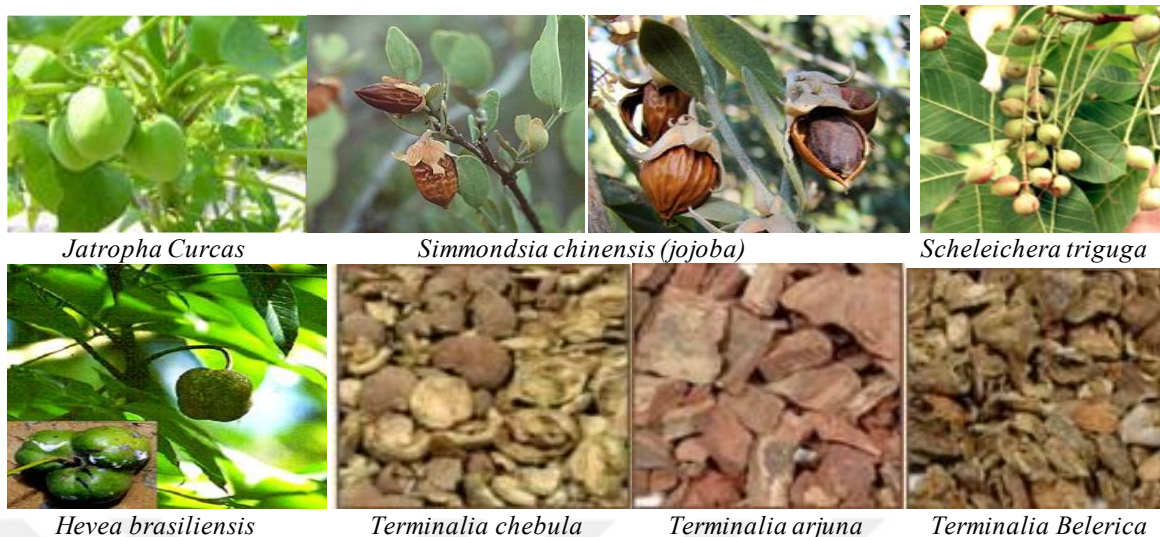 Jatropha Curcas Simmondsia chinensis (jojoba) Scheleichera triguga
Hevea brasiliensis Terminalia chebula Terminalia arjuna Terminalia Belerica